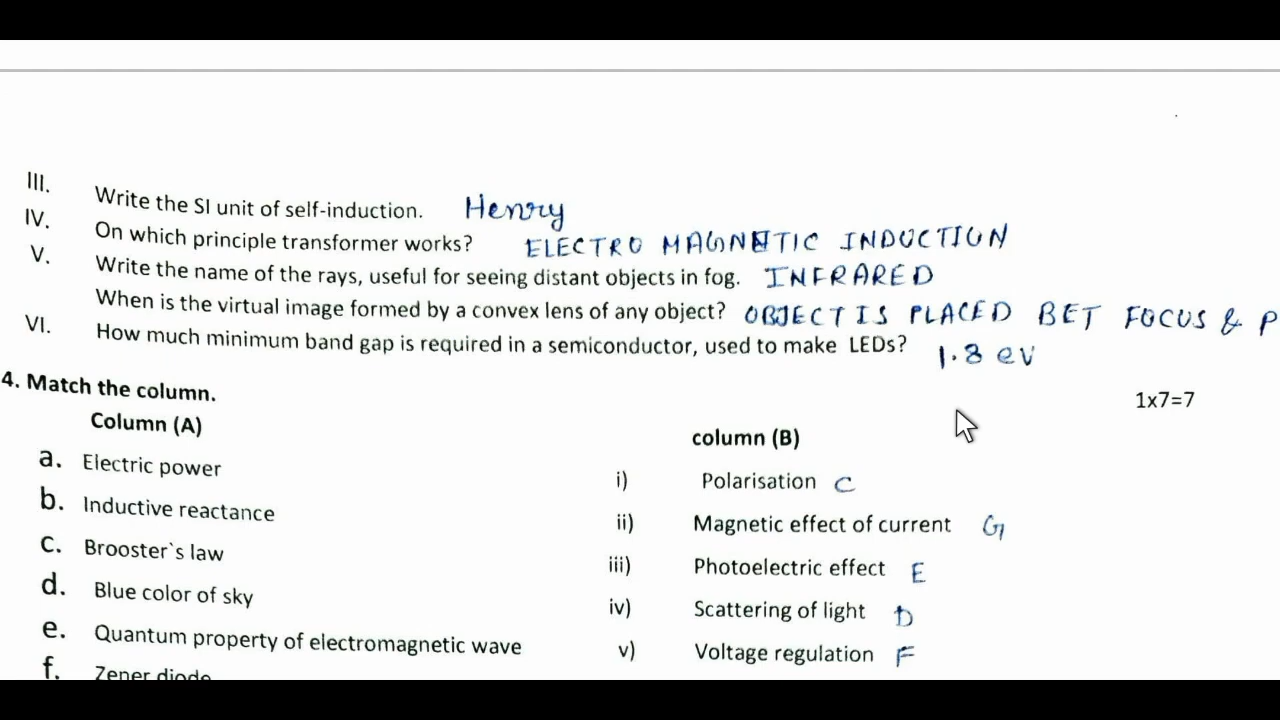 III.
Write the SI unit of self-induction. Henry
IV.
On which principle transformer works? ELECTRO MAGNETIC INDUCTION
V.
Write the name of the rays, useful for seeing distant objects in fog. INFRARED
When is the virtual image formed by a convex lens of any object? OBJECT IS PLACED BET FOCUS & P
VI.
How much minimum band gap is required in a semiconductor, used to make LEDs? 1.8 eV
4. Match the column. 1x7=7
Column (A) column (B)
a. Electric power i) Polarisation C
b. Inductive reactance ii) Magnetic effect of current G
c. Brooster`s law iii) Photoelectric effect E
d. Blue color of sky iv) Scattering of light D
e. Quantum property of electromagnetic wave v) Voltage regulation F
f. Zener diode